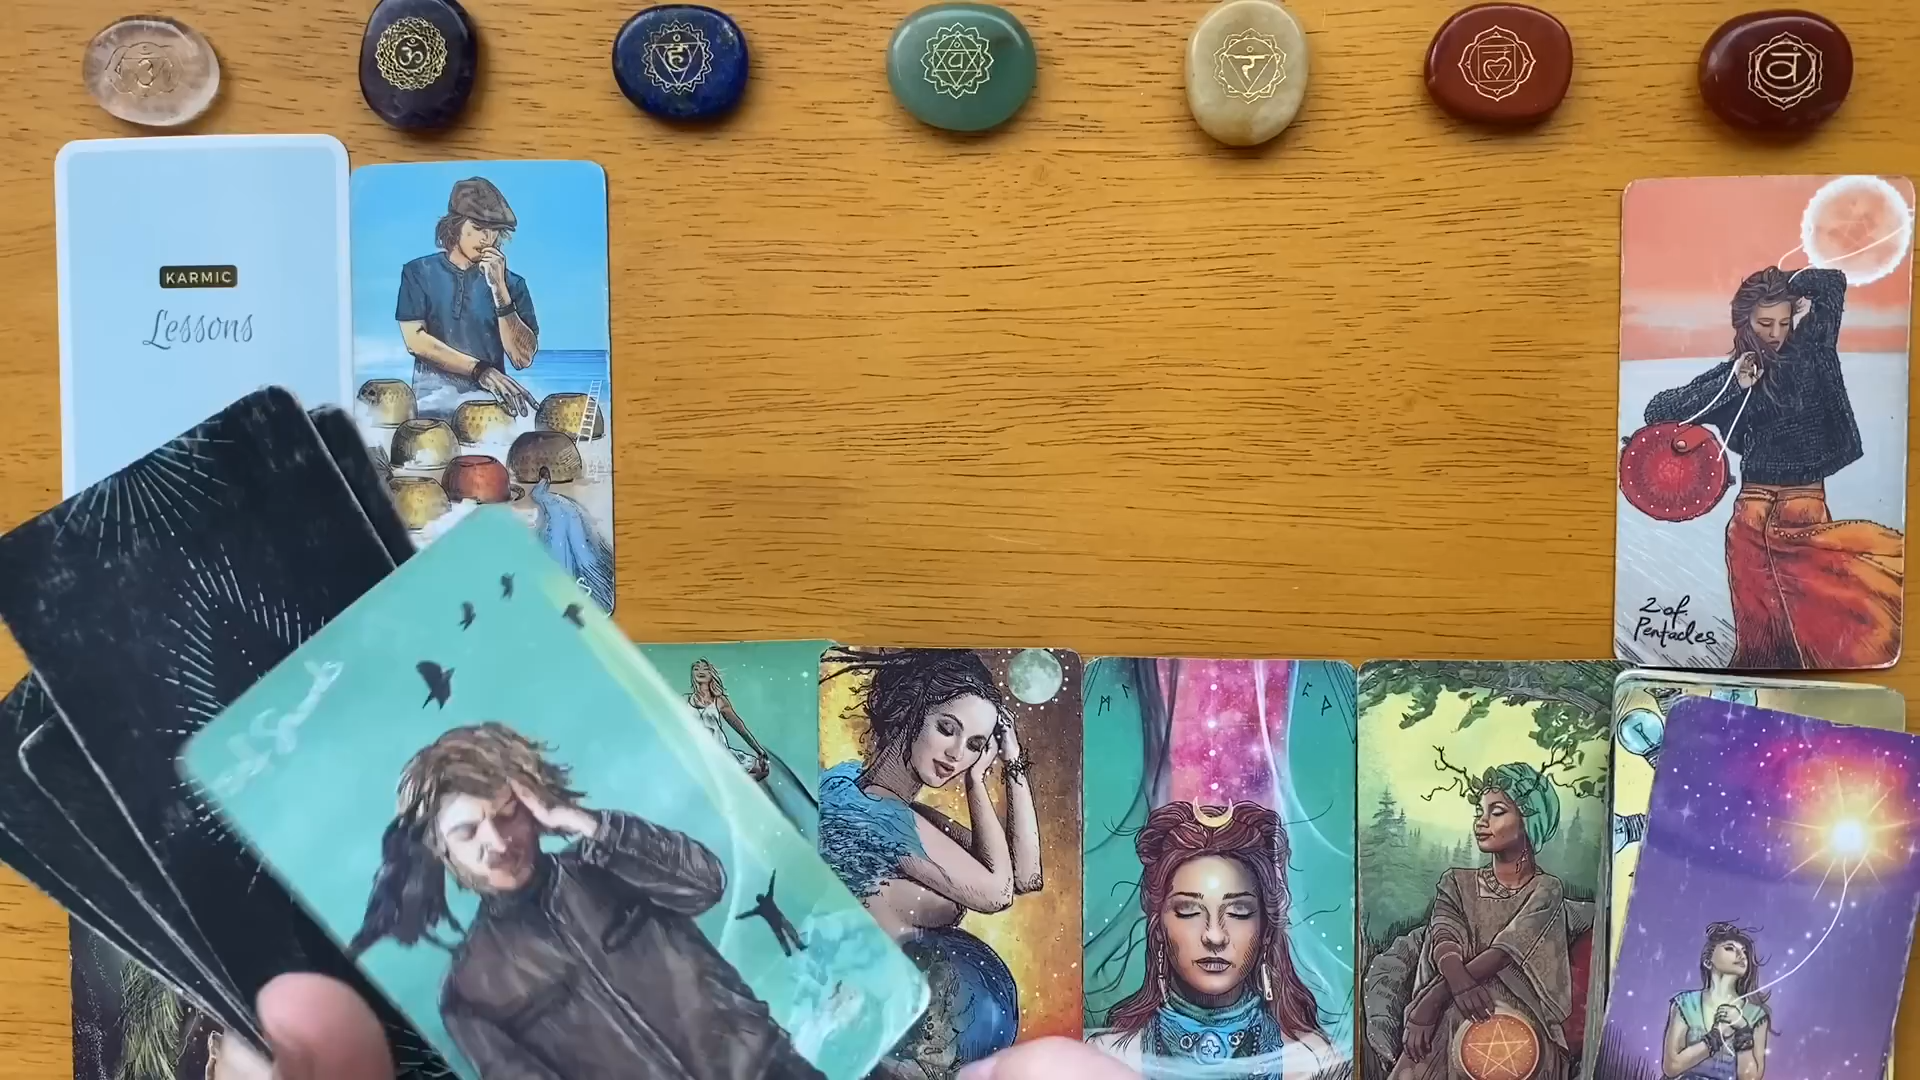 ॐ
हं
यं
रं
लं
वं
KARMIC
Lessons
2 of
Pentacles